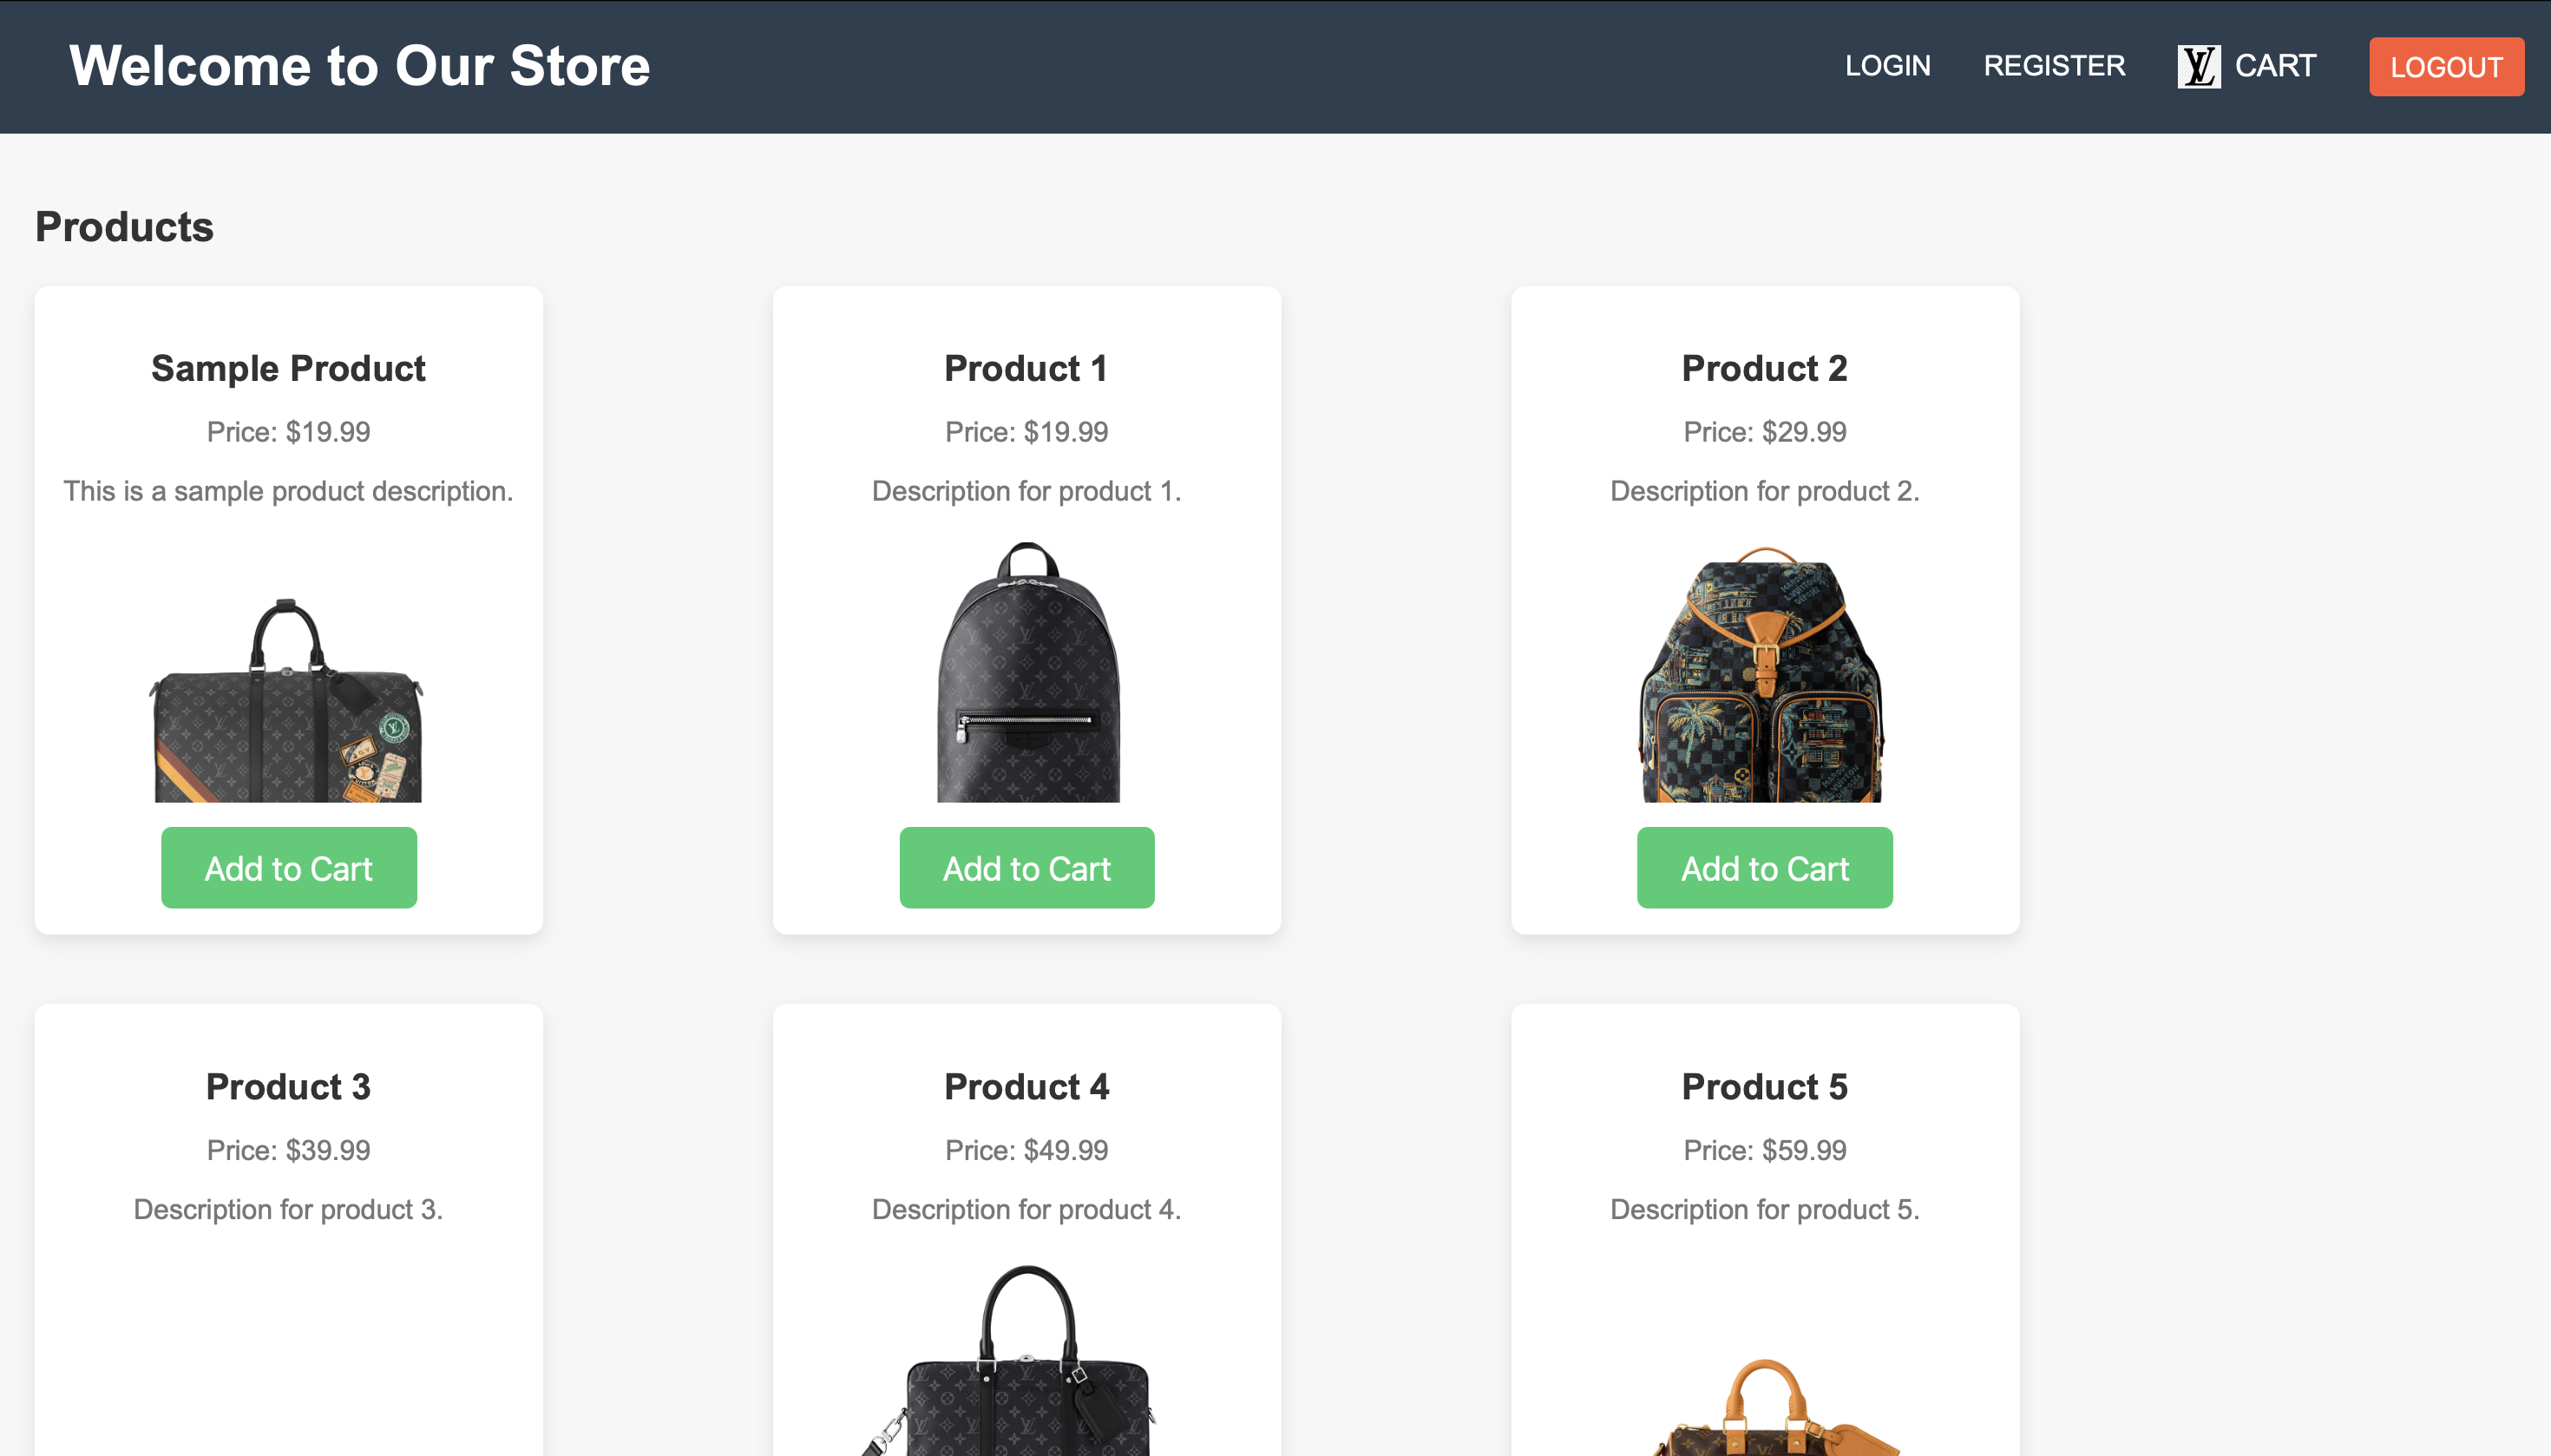 Welcome to Our Store
LOGIN REGISTER LV CART LOGOUT
Products
Sample Product
Price: $19.99
This is a sample product description.
Add to Cart
Product 1
Price: $19.99
Description for product 1.
Add to Cart
Product 2
Price: $29.99
Description for product 2.
Add to Cart
Product 3
Price: $39.99
Description for product 3.
Product 4
Price: $49.99
Description for product 4.
Product 5
Price: $59.99
Description for product 5.